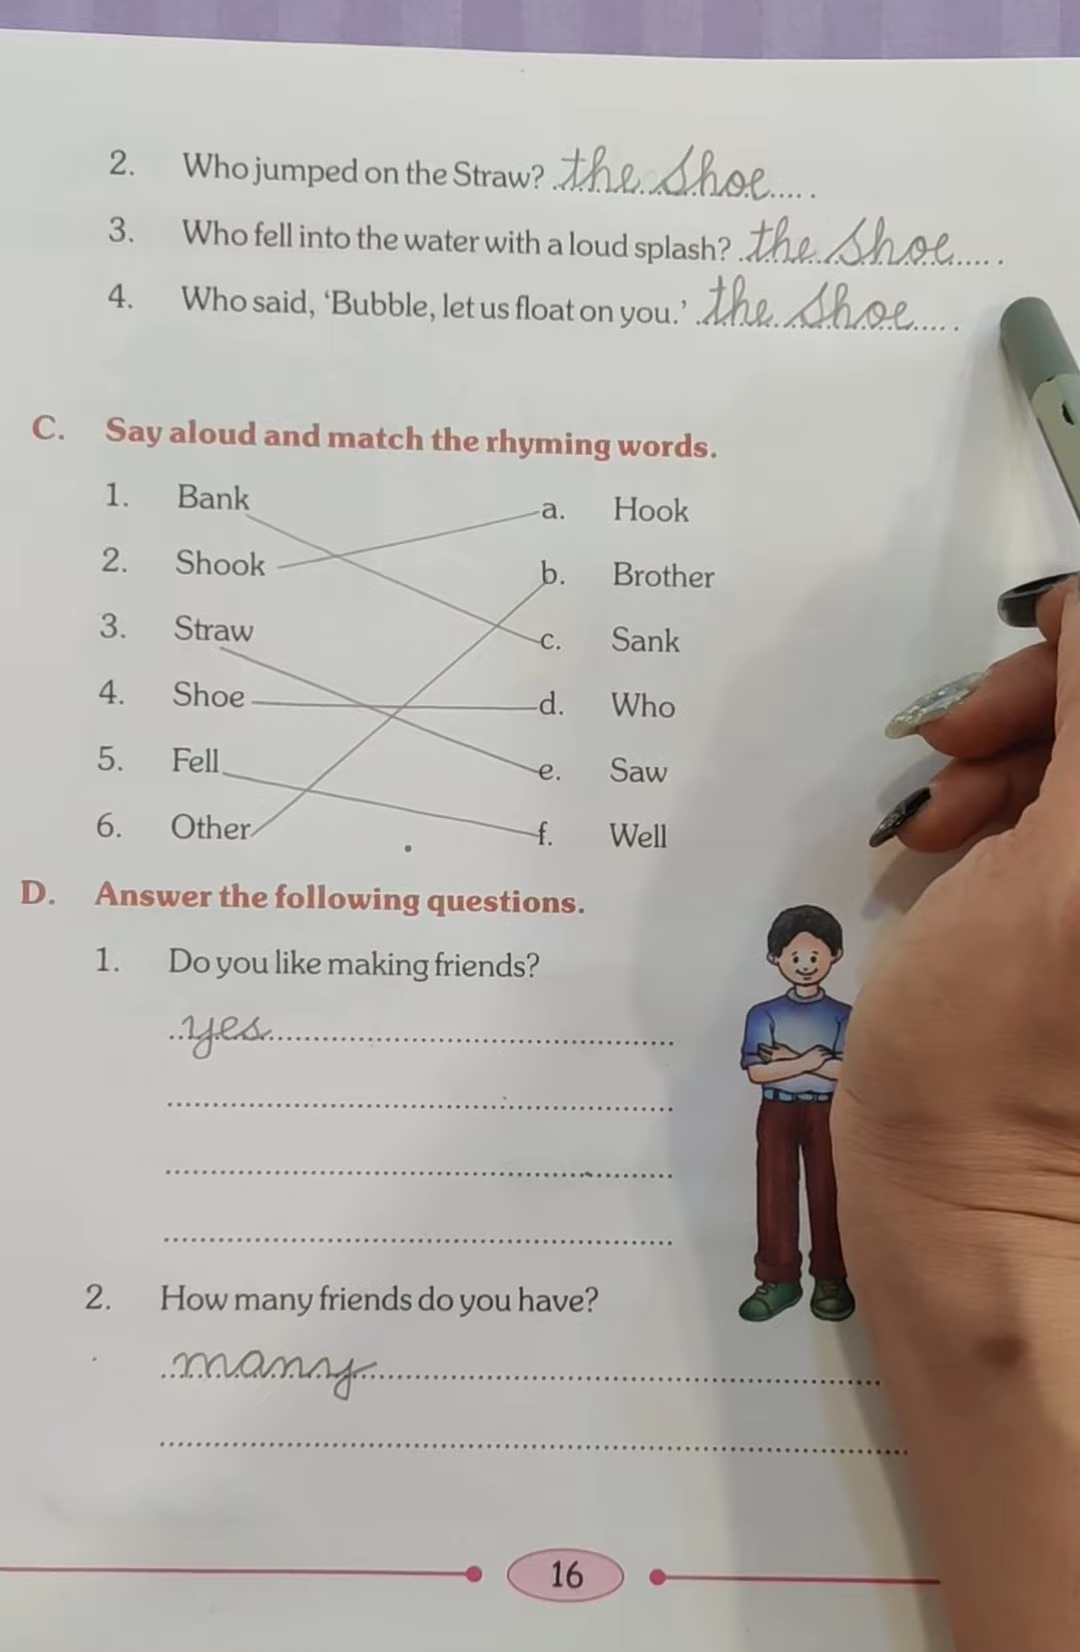 2. Who jumped on the Straw? the shoe
3. Who fell into the water with a loud splash? the shoe
4. Who said, ‘Bubble, let us float on you.’ the shoe
C. Say aloud and match the rhyming words.
1. Bank a. Hook
2. Shook b. Brother
3. Straw c. Sank
4. Shoe d. Who
5. Fell e. Saw
6. Other f. Well
D. Answer the following questions.
1. Do you like making friends?
yes
2. How many friends do you have?
many
16